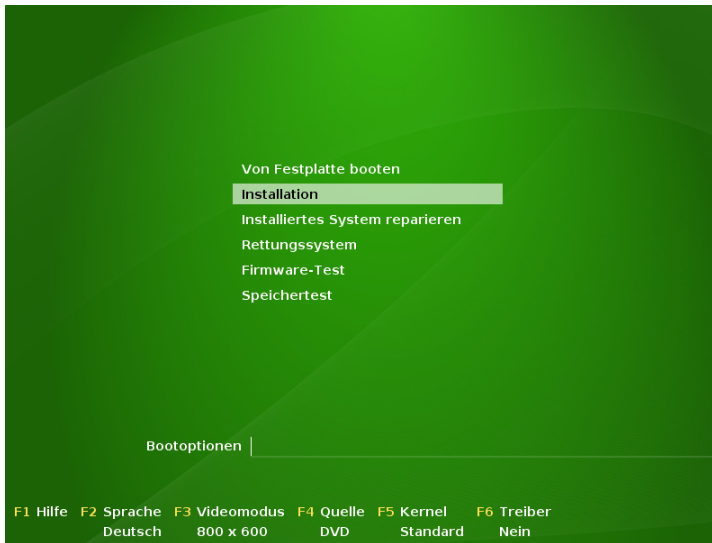 Von Festplatte booten
Installation
Installiertes System reparieren
Rettungssystem
Firmware-Test
Speichertest
Bootoptionen
F1 Hilfe F2 Sprache F3 Videomodus F4 Quelle F5 Kernel F6 Treiber
Deutsch 800 x 600 DVD Standard Nein